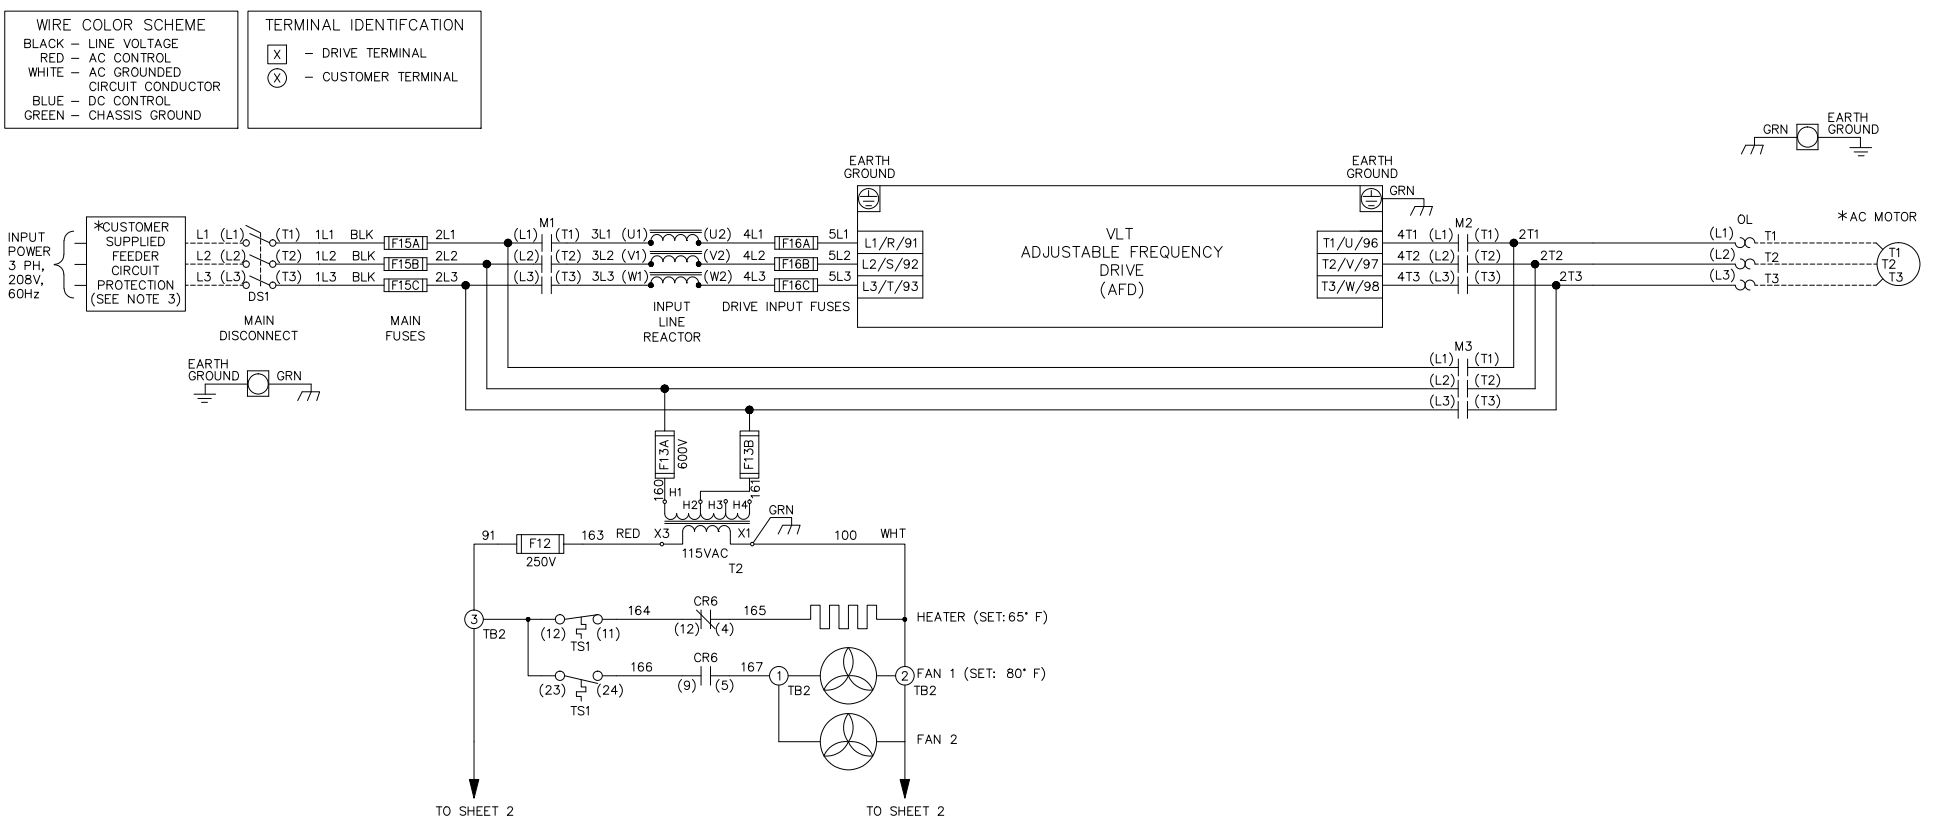 WIRE COLOR SCHEME
BLACK – LINE VOLTAGE
RED – AC CONTROL
WHITE – AC GROUNDED
CIRCUIT CONDUCTOR
BLUE – DC CONTROL
GREEN – CHASSIS GROUND
TERMINAL IDENTIFCATION
X – DRIVE TERMINAL
X – CUSTOMER TERMINAL
GRN
EARTH
GROUND
EARTH
GROUND
EARTH
GROUND
GRN
INPUT
POWER
3 PH,
208V,
60Hz
*CUSTOMER
SUPPLIED
FEEDER
CIRCUIT
PROTECTION
(SEE NOTE 3)
L1 (L1) (T1) 1L1 BLK F15A 2L1 (L1) M1 (T1) 3L1 (U1) (U2) 4L1 F16A 5L1 L1/R/91
L2 (L2) (T2) 1L2 BLK F15B 2L2 (L2) (T2) 3L2 (V1) (V2) 4L2 F16B 5L2 L2/S/92
L3 (L3) (T3) 1L3 BLK F15C 2L3 (L3) (T3) 3L3 (W1) (W2) 4L3 F16C 5L3 L3/T/93
DS1
MAIN
DISCONNECT
MAIN
FUSES
INPUT
LINE
REACTOR
DRIVE INPUT FUSES
VLT
ADJUSTABLE FREQUENCY
DRIVE
(AFD)
T1/U/96 4T1 (L1) M2 (T1) 2T1 (L1) OL T1
T2/V/97 4T2 (L2) (T2) 2T2 (L2) T2
T3/W/98 4T3 (L3) (T3) 2T3 (L3) T3
*AC MOTOR
T1
T2
T3
EARTH
GROUND
GRN
M3
(L1) (T1)
(L2) (T2)
(L3) (T3)
F13A
600V
F13B
160
161
H1 H2 H3 H4
GRN
91 F12 163 RED X3 X1 100 WHT
250V
115VAC
T2
3 TB2
(12) (11) 164 CR6 (12) (4) 165
TS1
HEATER (SET: 65° F)
(23) (24) 166 CR6 (9) (5) 167 1 TB2
TS1
2 TB2
FAN 1 (SET: 80° F)
FAN 2
TO SHEET 2
TO SHEET 2